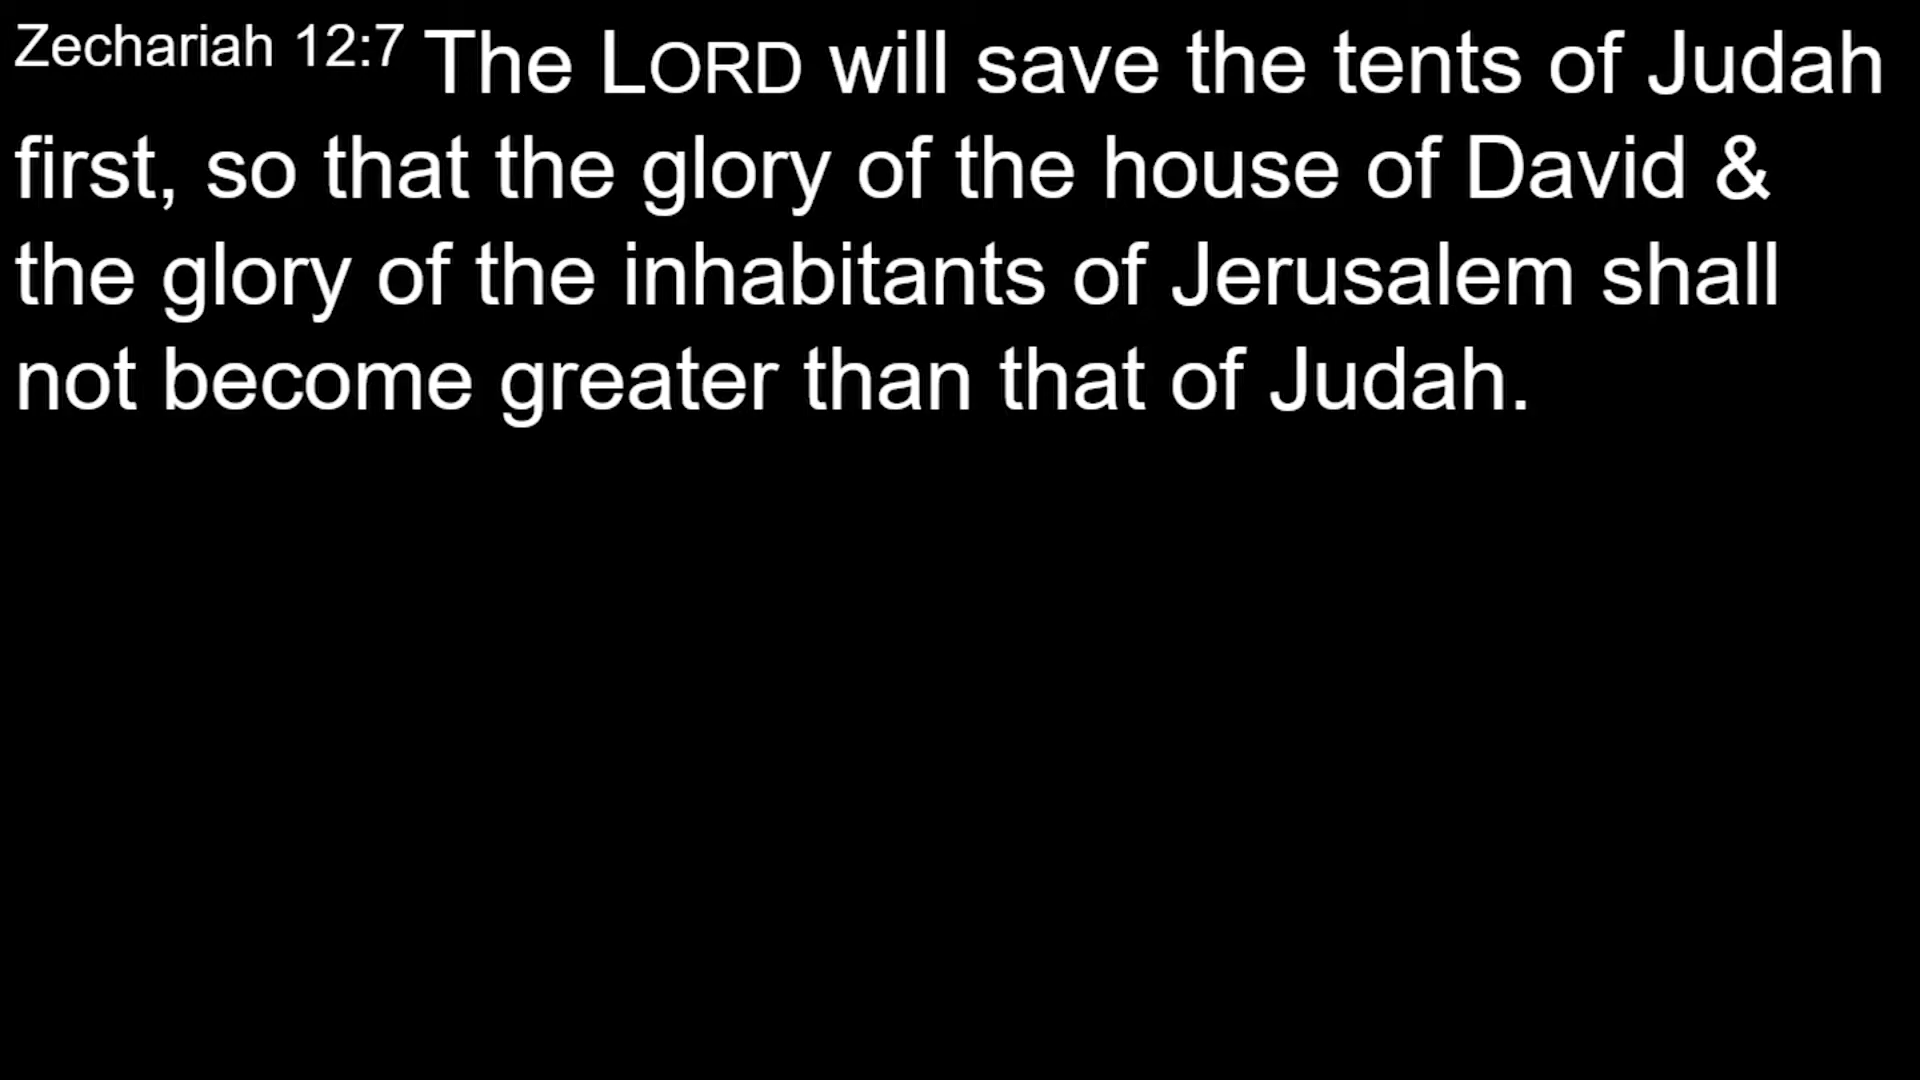 Zechariah 12:7 The LORD will save the tents of Judah
first, so that the glory of the house of David &
the glory of the inhabitants of Jerusalem shall
not become greater than that of Judah.